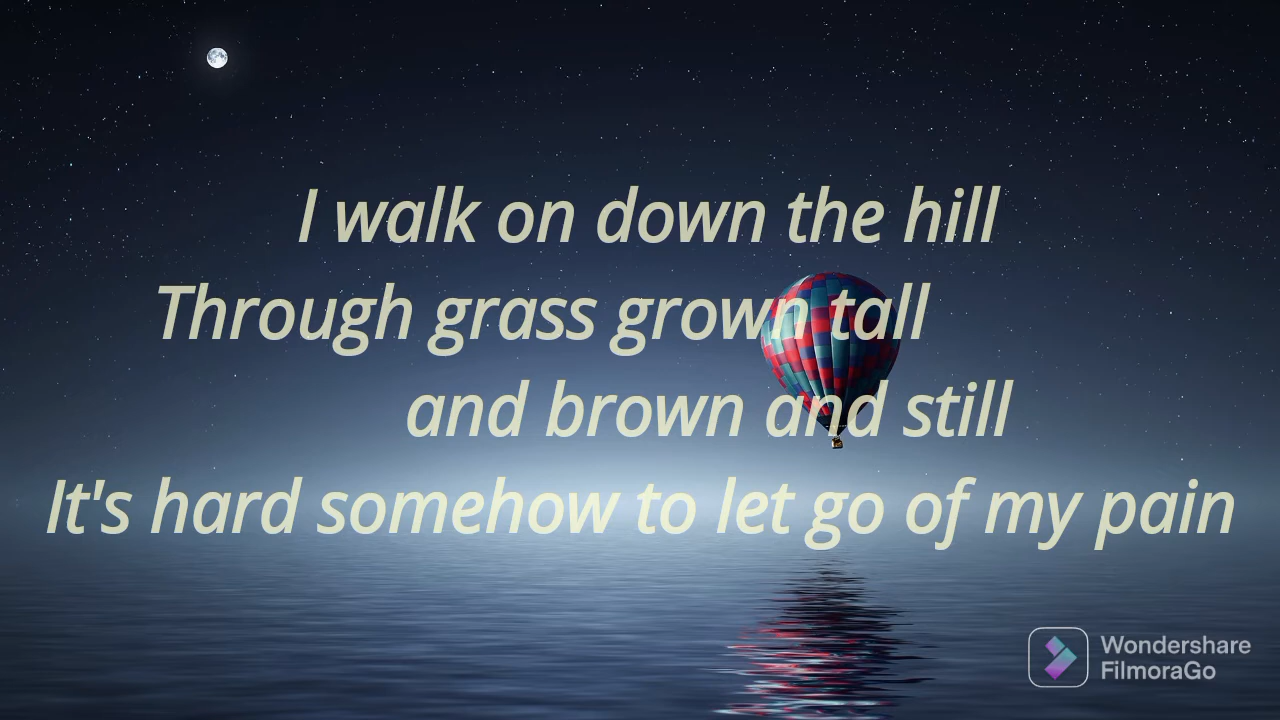 I walk on down the hill
Through grass grown tall
and brown and still
It's hard somehow to let go of my pain
Wondershare
FilmoraGo